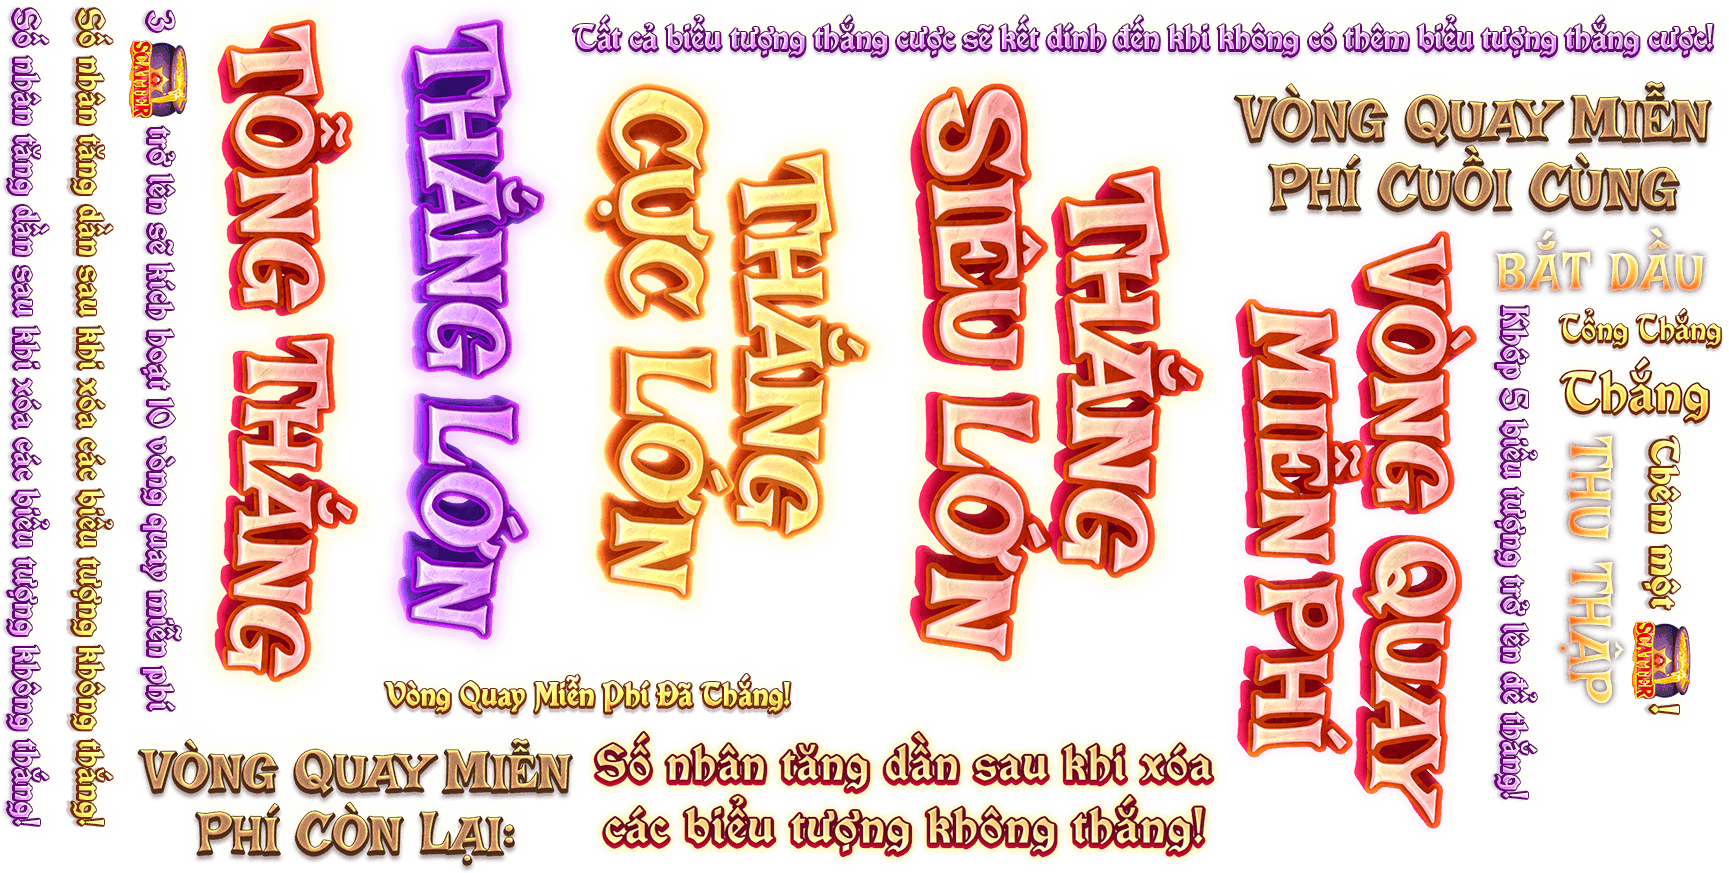 Số nhân tăng dần sau khi xóa các biểu tượng không thắng!
Số nhân tăng dần sau khi xóa các biểu tượng không thắng!
3 SCATTER trở lên sẽ kích hoạt 10 vòng quay miễn phí
TỔNG THẮNG
THẮNG LỚN
THẮNG
CỰC LỚN
THẮNG
SIÊU LỚN
Tất cả biểu tượng thắng cược sẽ kết dính đến khi không có thêm biểu tượng thắng cược!
VÒNG QUAY MIỄN
PHÍ CUỒI CÙNG
VÒNG QUAY
MIỄN PHÍ
BẮT DẦU
Tổng Thắng
Thắng
Khớp 5 biểu tượng trở lên để thắng!
THU THẬP
Thêm một SCATTER !
Vòng Quay Miễn Phí Đã Thắng!
VÒNG QUAY MIỄN
PHÍ CÒN LẠI:
Số nhân tăng dần sau khi xóa
các biểu tượng không thắng!